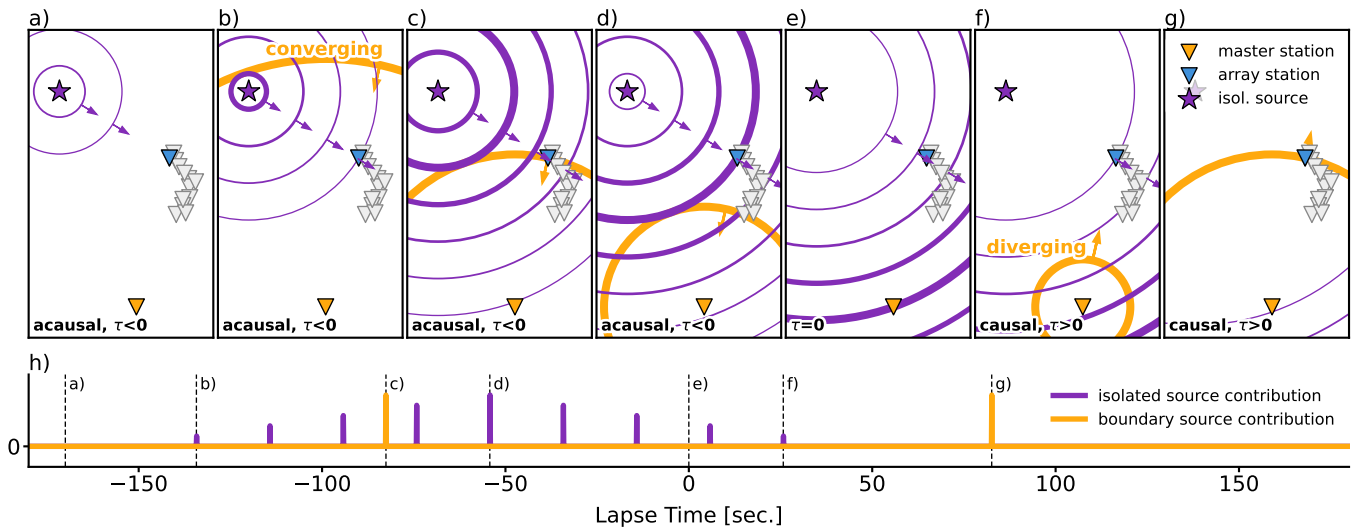 a)
b)
c)
d)
e)
f)
g)
converging
diverging
master station
array station
isol. source
acausal, τ<0
acausal, τ<0
acausal, τ<0
acausal, τ<0
τ=0
causal, τ>0
causal, τ>0
h)
a)
b)
c)
d)
e)
f)
g)
isolated source contribution
boundary source contribution
0
−150
−100
−50
0
50
100
150
Lapse Time [sec.]